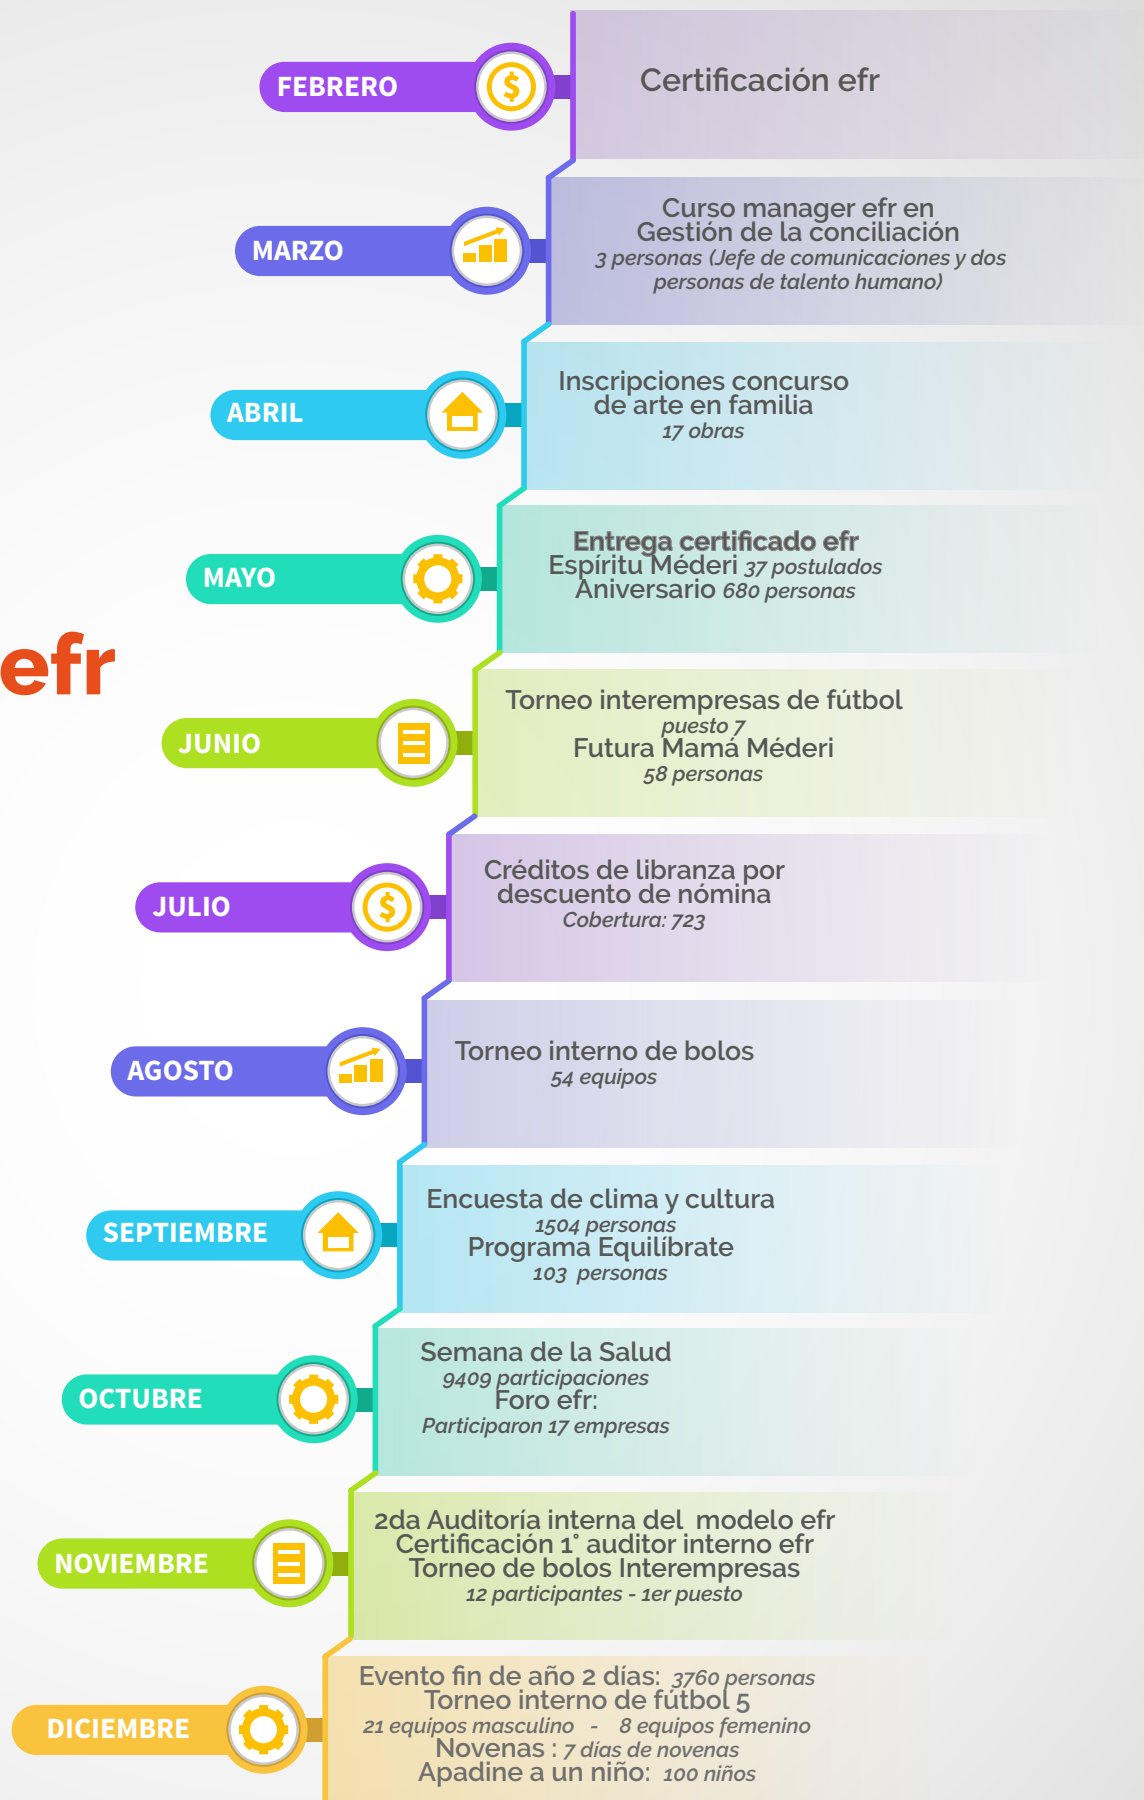 FEBRERO
Certificación efr
MARZO
Curso manager efr en
Gestión de la conciliación
3 personas (Jefe de comunicaciones y dos
personas de talento humano)
ABRIL
Inscripciones concurso
de arte en familia
17 obras
MAYO
Entrega certificado efr
Espíritu Méderi 37 postulados
Aniversario 680 personas
efr
JUNIO
Torneo interempresas de fútbol
puesto 7
Futura Mamá Méderi
58 personas
JULIO
Créditos de libranza por
descuento de nómina
Cobertura: 723
AGOSTO
Torneo interno de bolos
54 equipos
SEPTIEMBRE
Encuesta de clima y cultura
1504 personas
Programa Equilíbrate
103 personas
OCTUBRE
Semana de la Salud
9409 participaciones
Foro efr:
Participaron 17 empresas
NOVIEMBRE
2da Auditoría interna del modelo efr
Certificación 1° auditor interno efr
Torneo de bolos Interempresas
12 participantes - 1er puesto
DICIEMBRE
Evento fin de año 2 días: 3760 personas
Torneo interno de fútbol 5
21 equipos masculino - 8 equipos femenino
Novenas : 7 días de novenas
Apadine a un niño: 100 niños